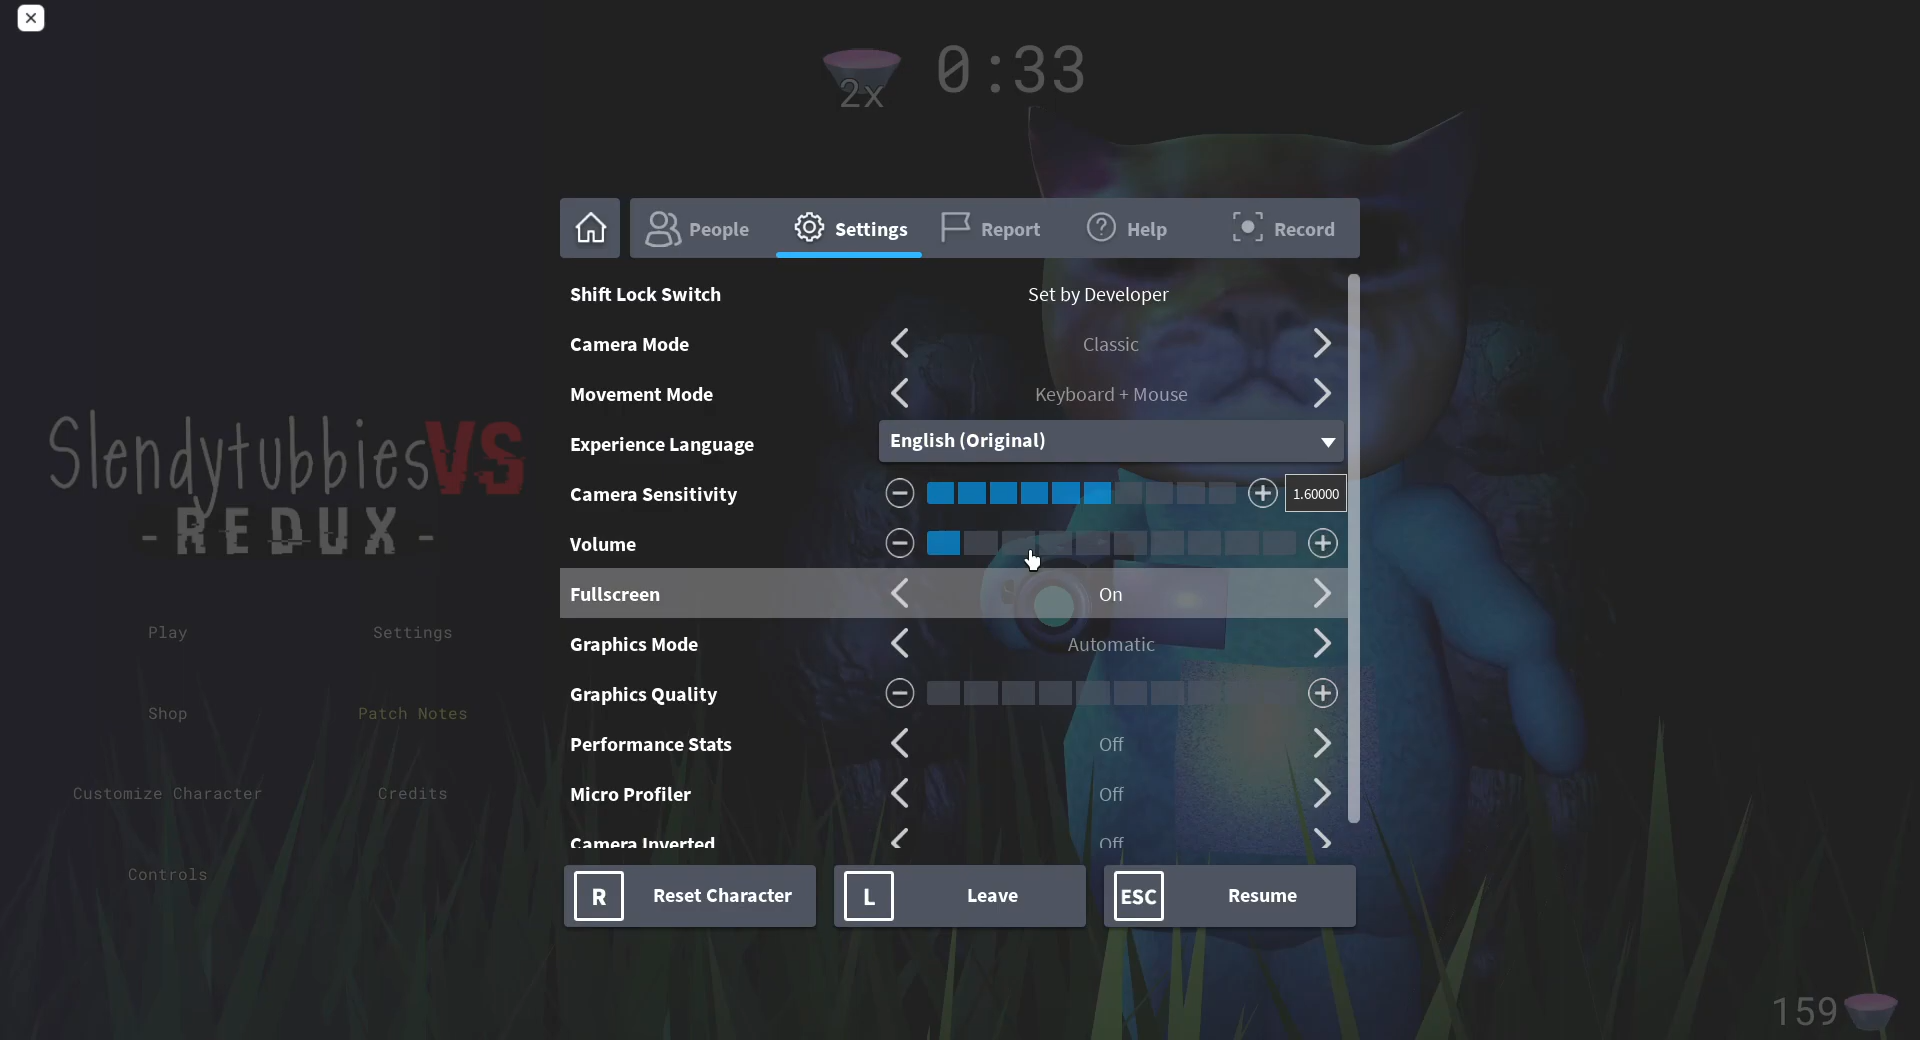 2x 0:33
People Settings Report Help Record
Shift Lock Switch Set by Developer
Camera Mode Classic
Movement Mode Keyboard + Mouse
Experience Language English (Original)
Camera Sensitivity 1.60000
Volume
Fullscreen On
Graphics Mode Automatic
Graphics Quality
Performance Stats Off
Micro Profiler Off
Camera Inverted Off
R Reset Character L Leave ESC Resume
Slendytubbies VS
- REDUX -
Play Settings
Shop Patch Notes
Customize Character Credits
Controls
159